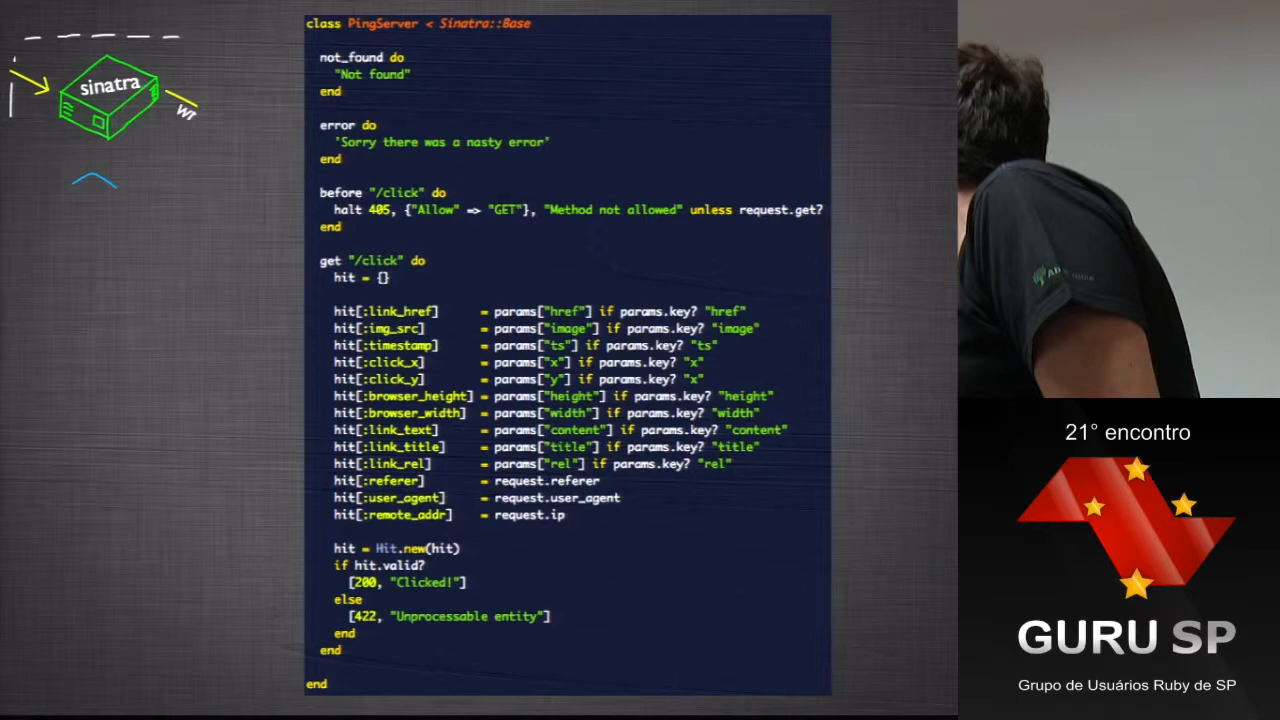 sinatra
class PingServer < Sinatra::Base
not_found do
"Not found"
end
error do
'Sorry there was a nasty error'
end
before "/click" do
halt 405, {"Allow" => "GET"}, "Method not allowed" unless request.get?
end
get "/click" do
hit = {}
hit[:link_href] = params["href"] if params.key? "href"
hit[:img_src] = params["image"] if params.key? "image"
hit[:timestamp] = params["ts"] if params.key? "ts"
hit[:click_x] = params["x"] if params.key? "x"
hit[:click_y] = params["y"] if params.key? "x"
hit[:browser_height] = params["height"] if params.key? "height"
hit[:browser_width] = params["width"] if params.key? "width"
hit[:link_text] = params["content"] if params.key? "content"
hit[:link_title] = params["title"] if params.key? "title"
hit[:link_rel] = params["rel"] if params.key? "rel"
hit[:referer] = request.referer
hit[:user_agent] = request.user_agent
hit[:remote_addr] = request.ip
hit = Hit.new(hit)
if hit.valid?
[200, "Clicked!"]
else
[422, "Unprocessable entity"]
end
end
end
21° encontro
GURU SP
Grupo de Usuários Ruby de SP